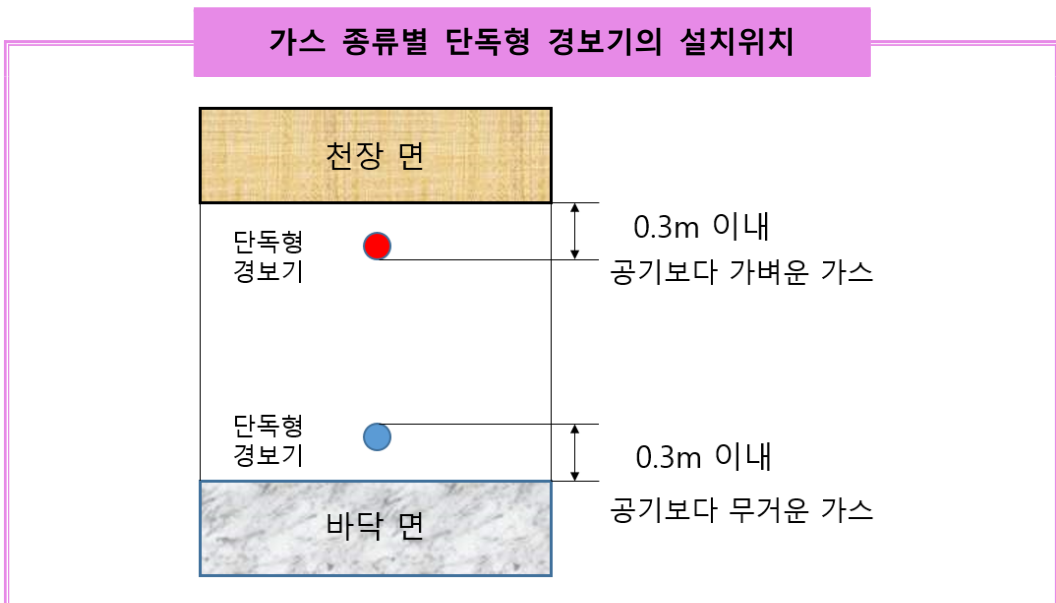 가스 종류별 단독형 경보기의 설치위치
천장 면
단독형
경보기
0.3m 이내
공기보다 가벼운 가스
단독형
경보기
0.3m 이내
공기보다 무거운 가스
바닥 면